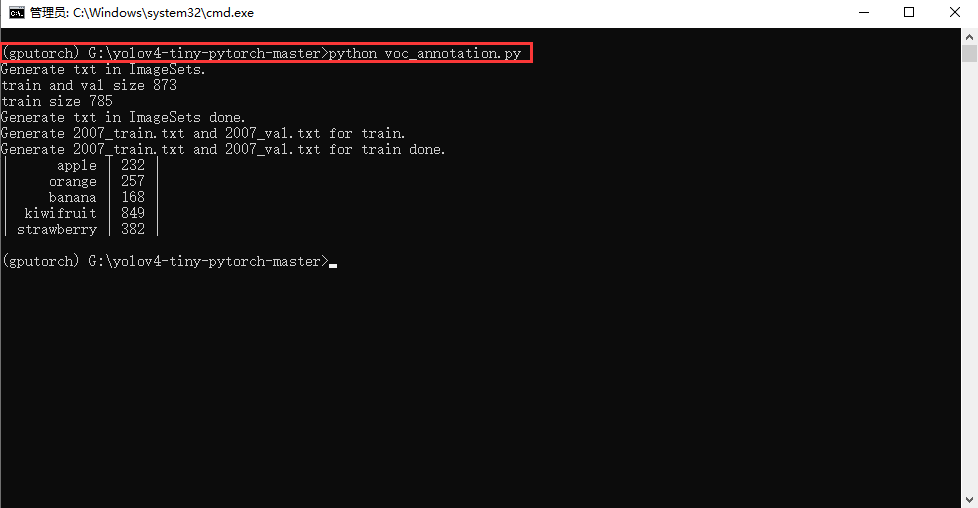 管理员: C:\Windows\system32\cmd.exe
(gputorch) G:\yolov4-tiny-pytorch-master>python voc_annotation.py
Generate txt in ImageSets.
train and val size 873
train size 785
Generate txt in ImageSets done.
Generate 2007_train.txt and 2007_val.txt for train.
Generate 2007_train.txt and 2007_val.txt for train done.
| apple | 232 |
| orange | 257 |
| banana | 168 |
| kiwifruit | 849 |
| strawberry | 382 |
(gputorch) G:\yolov4-tiny-pytorch-master>